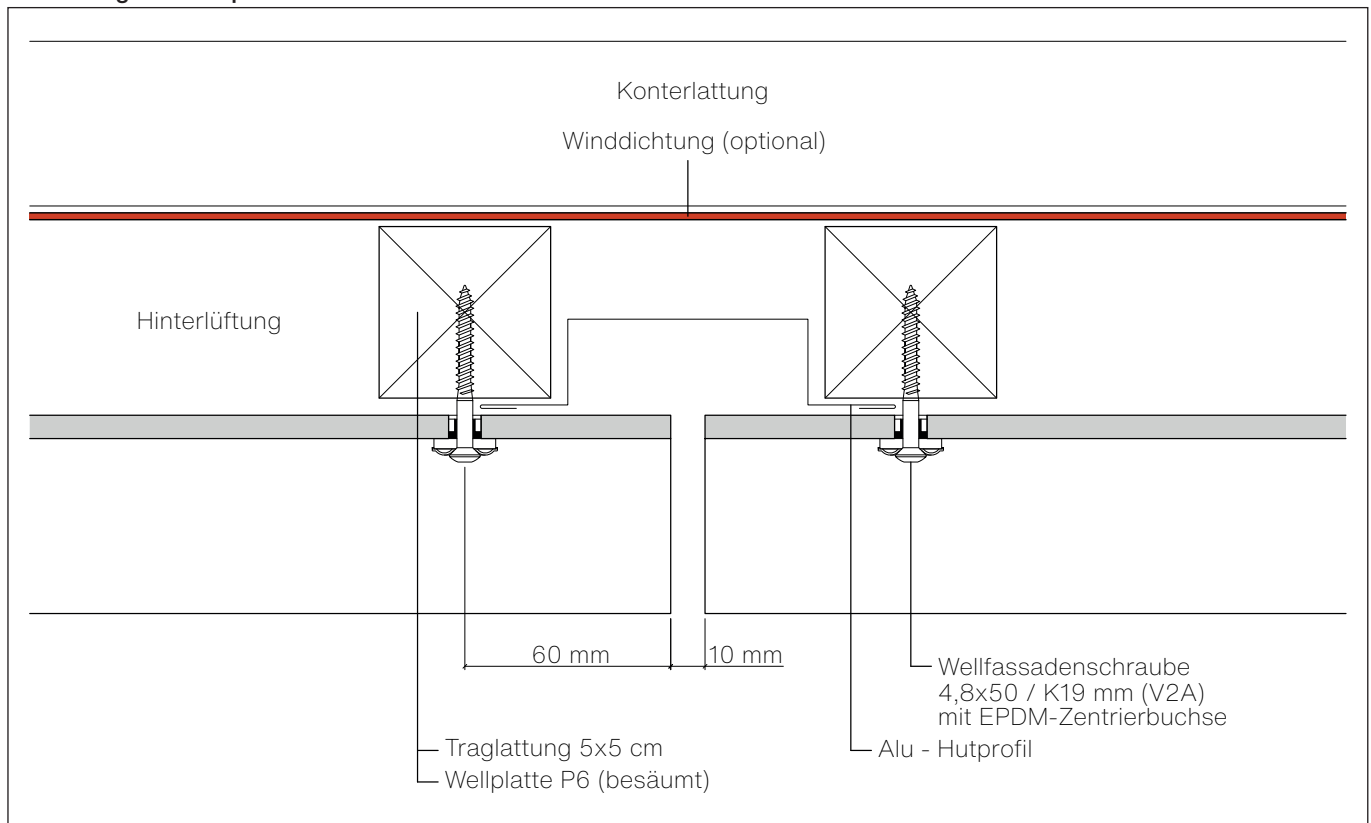 Konterlattung
Winddichtung (optional)
Hinterlüftung
60 mm
10 mm
Wellfassadenschraube
4,8x50 / K19 mm (V2A)
mit EPDM-Zentrierbuchse
Traglattung 5x5 cm
Alu - Hutprofil
Wellplatte P6 (besäumt)